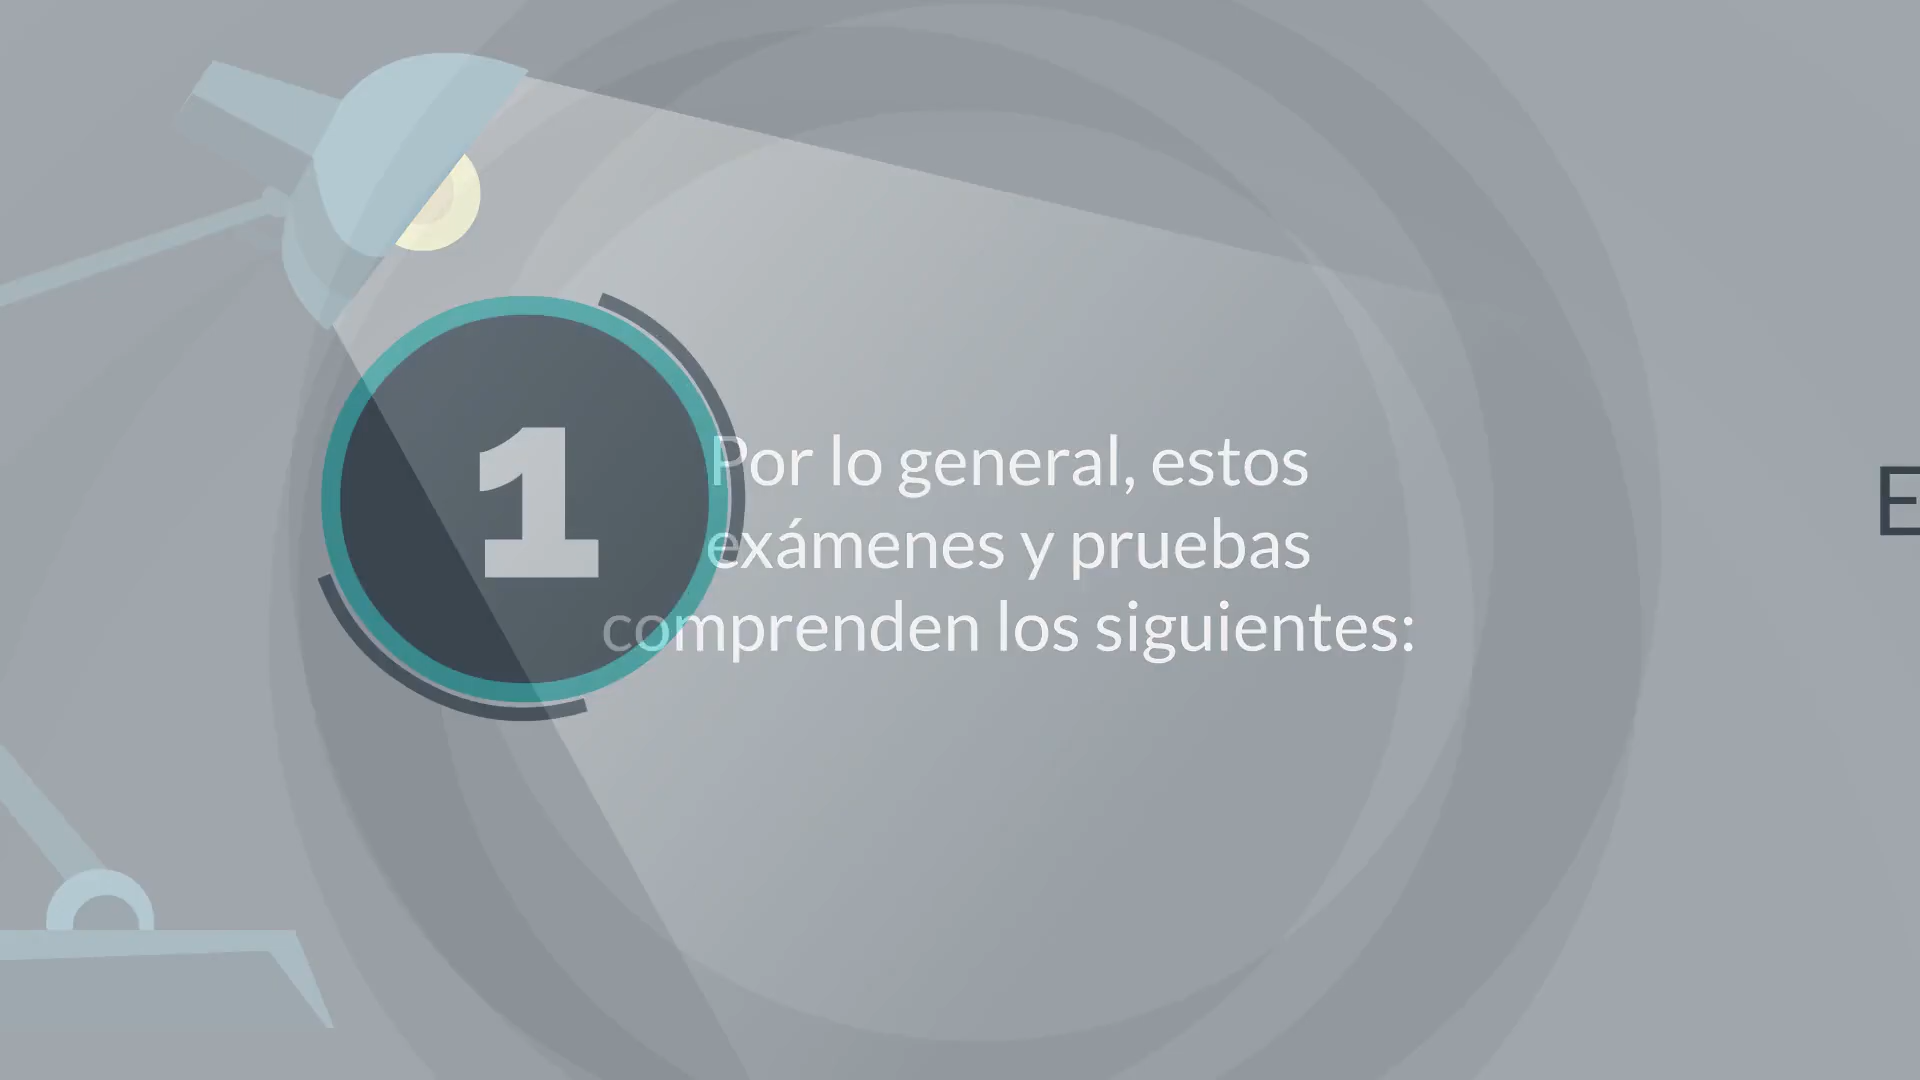 1
Por lo general, estos
exámenes y pruebas
comprenden los siguientes:
E